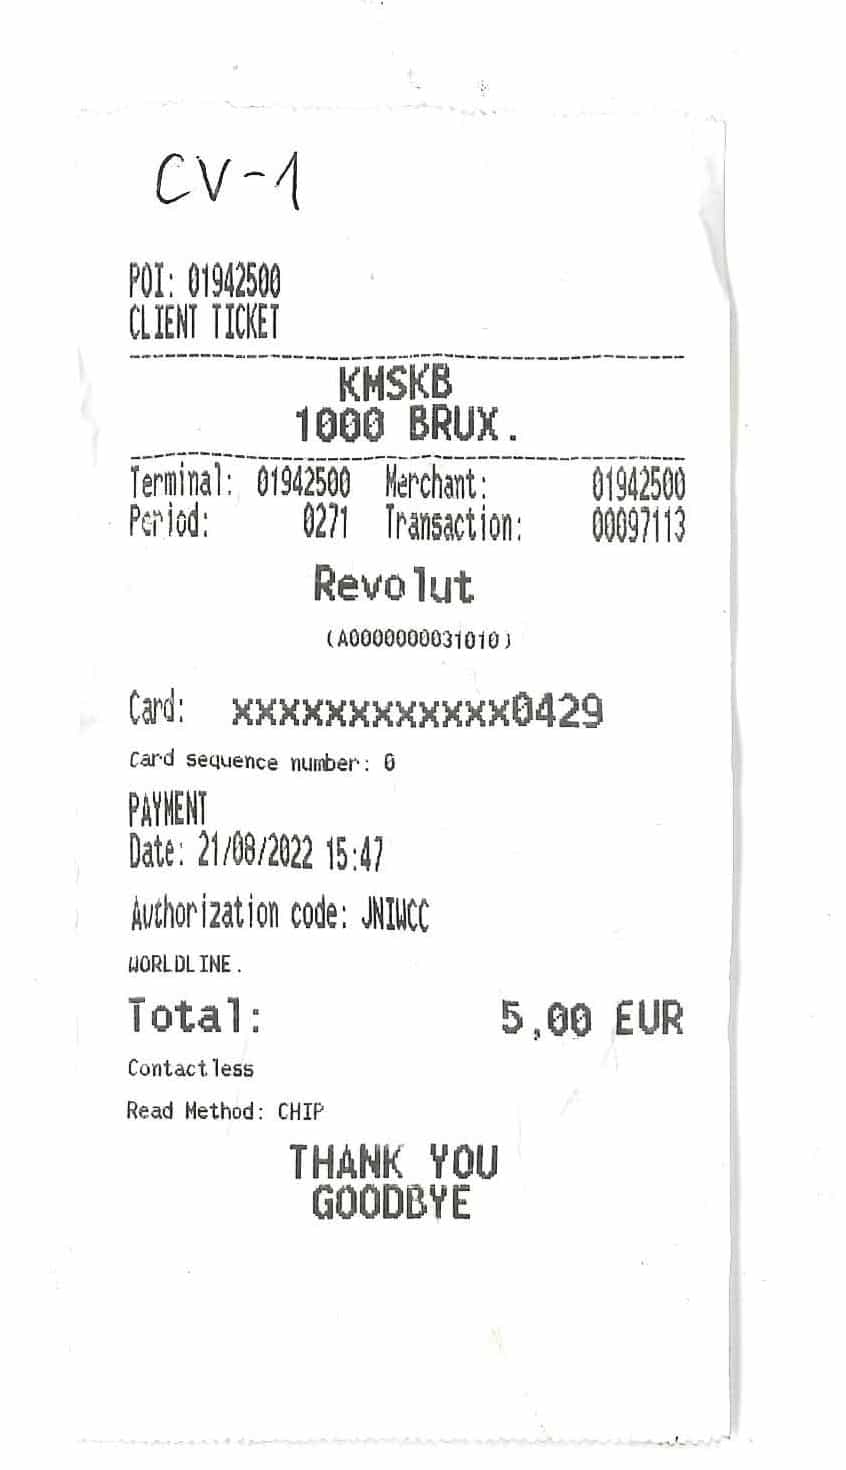 CV-1
POI: 01942500
CLIENT TICKET
KMSKB
1000 BRUX.
Terminal: 01942500 Merchant: 01942500
Period: 0271 Transaction: 00097113
Revolut
(A0000000031010)
Card: xxxxxxxxxxxx0429
Card sequence number: 0
PAYMENT
Date: 21/08/2022 15:47
Authorization code: JNIWCC
WORLDLINE.
Total: 5,00 EUR
Contactless
Read Method: CHIP
THANK YOU
GOODBYE